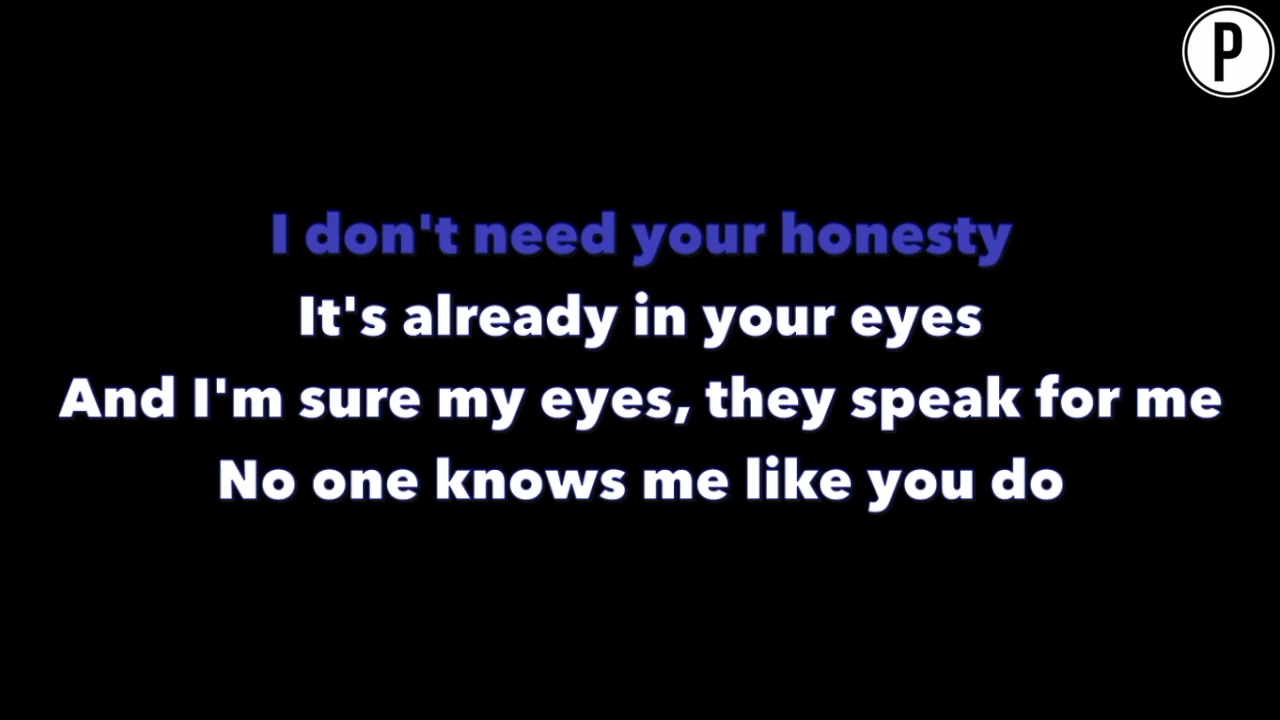 P
I don't need your honesty
It's already in your eyes
And I'm sure my eyes, they speak for me
No one knows me like you do